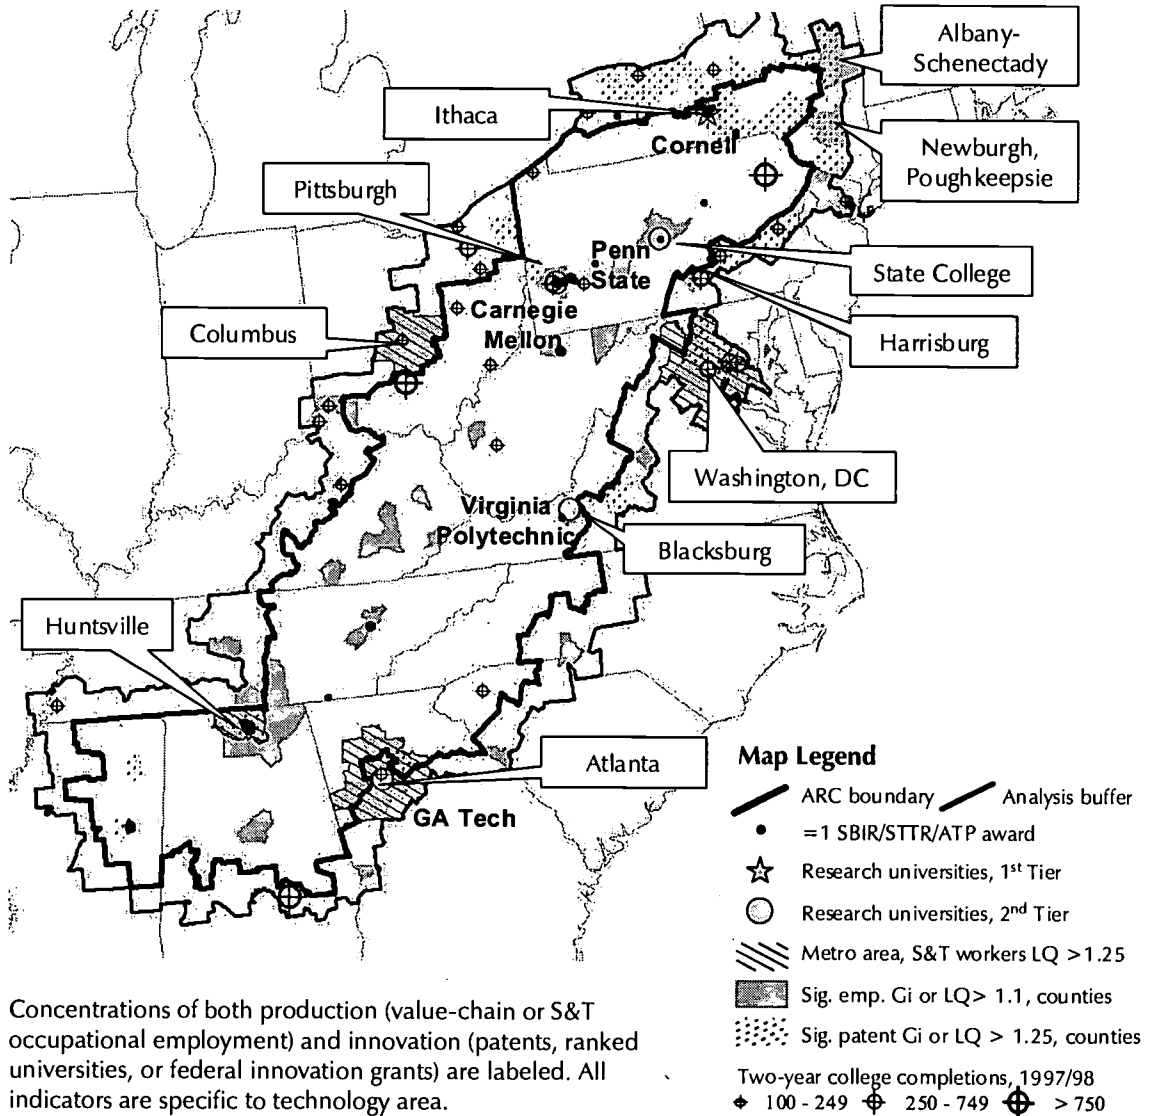 Albany-
Schenectady
Ithaca
Cornell
Newburgh,
Poughkeepsie
Pittsburgh
Penn
State
State College
Carnegie
Mellon
Columbus
Harrisburg
Washington, DC
Virginia
Polytechnic
Blacksburg
Huntsville
Atlanta
GA Tech
Map Legend
ARC boundary Analysis buffer
=1 SBIR/STTR/ATP award
Research universities, 1st Tier
Research universities, 2nd Tier
Metro area, S&T workers LQ >1.25
Sig. emp. Gi or LQ> 1.1, counties
Sig. patent Gi or LQ > 1.25, counties
Two-year college completions, 1997/98
100 - 249 250 - 749 > 750
Concentrations of both production (value-chain or S&T
occupational employment) and innovation (patents, ranked
universities, or federal innovation grants) are labeled. All
indicators are specific to technology area.